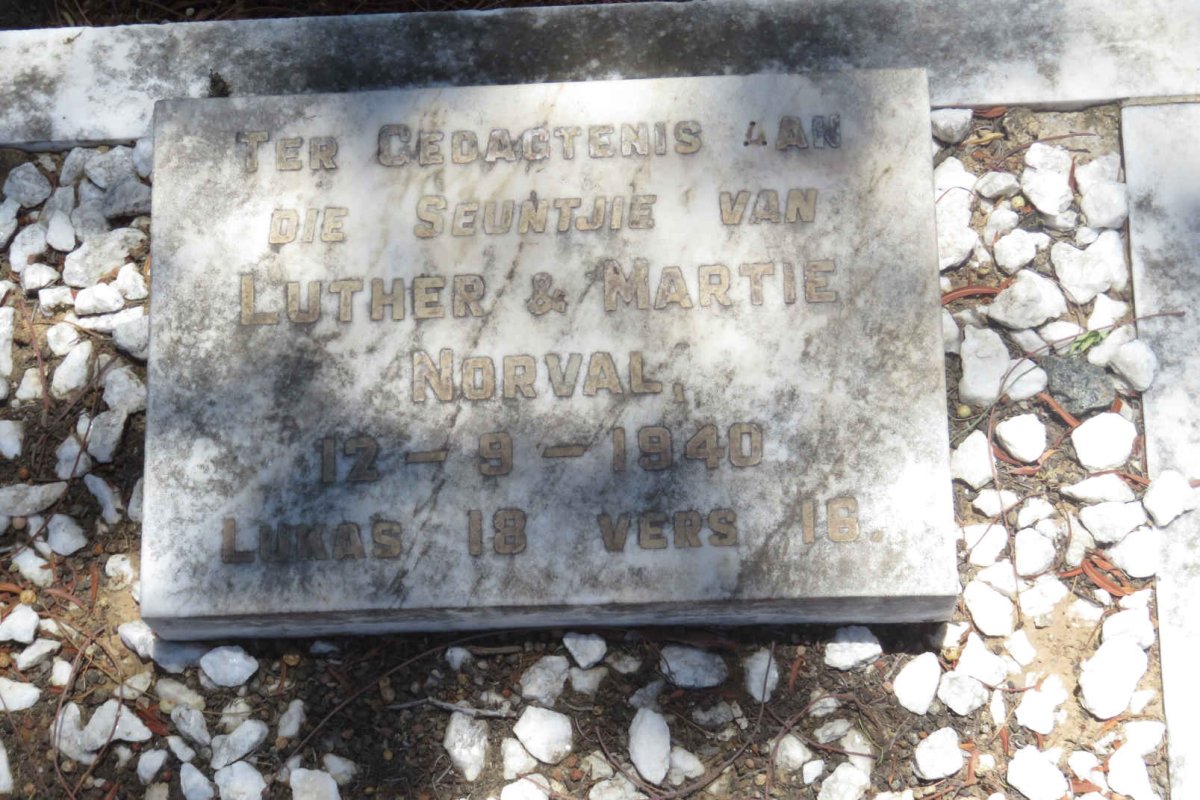 TER GEDAGTENIS AAN
DIE SEUNTJIE VAN
LUTHER & MARTIE
NORVAL,
12 – 9 – 1940
LUKAS 18 VERS 16.